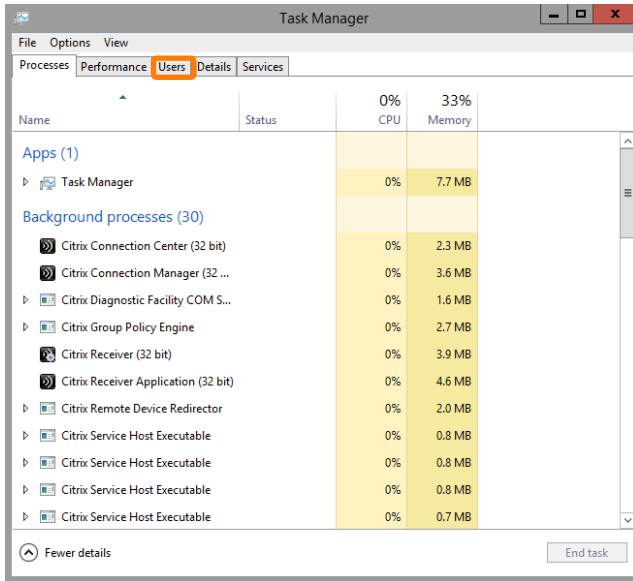 Task Manager
File Options View
Processes Performance Users Details Services
0% 33%
Name Status CPU Memory
Apps (1)
Task Manager 0% 7.7 MB
Background processes (30)
Citrix Connection Center (32 bit) 0% 2.3 MB
Citrix Connection Manager (32 ... 0% 3.6 MB
Citrix Diagnostic Facility COM S... 0% 1.6 MB
Citrix Group Policy Engine 0% 2.7 MB
Citrix Receiver (32 bit) 0% 3.9 MB
Citrix Receiver Application (32 bit) 0% 4.6 MB
Citrix Remote Device Redirector 0% 2.0 MB
Citrix Service Host Executable 0% 0.8 MB
Citrix Service Host Executable 0% 0.8 MB
Citrix Service Host Executable 0% 0.8 MB
Citrix Service Host Executable 0% 0.7 MB
Fewer details End task